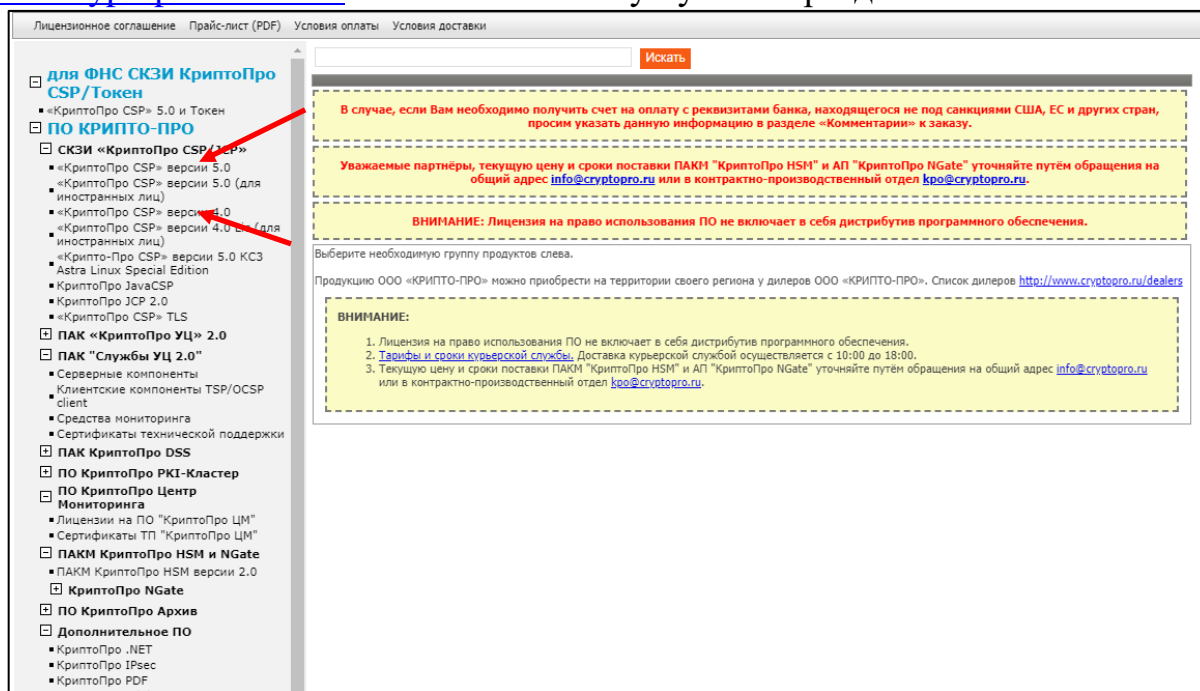 Лицензионное соглашение Прайс-лист (PDF) Условия оплаты Условия доставки
Искать
для ФНС СКЗИ КриптоПро
CSP/Токен
«КриптоПро CSP» 5.0 и Токен
ПО КРИПТО-ПРО
СКЗИ «КриптоПро CSP/JCP»
«КриптоПро CSP» версии 5.0
«КриптоПро CSP» версии 5.0 (для
иностранных лиц)
«КриптоПро CSP» версии 4.0
«КриптоПро CSP» версии 4.0 (для
иностранных лиц)
«Крипто-Про CSP» версии 5.0 КС3
Astra Linux Special Edition
КриптоПро JavaCSP
КриптоПро JCP 2.0
«КриптоПро CSP» TLS
ПАК «КриптоПро УЦ» 2.0
ПАК "Службы УЦ 2.0"
Серверные компоненты
Клиентские компоненты TSP/OCSP
client
Средства мониторинга
Сертификаты технической поддержки
ПАК КриптоПро DSS
ПО КриптоПро PKI-Кластер
ПО КриптоПро Центр
Мониторинга
Лицензии на ПО "КриптоПро ЦМ"
Сертификаты ТП "КриптоПро ЦМ"
ПАКМ КриптоПро HSM и NGate
ПАКМ КриптоПро HSM версии 2.0
КриптоПро NGate
ПО КриптоПро Архив
Дополнительное ПО
КриптоПро .NET
КриптоПро IPsec
КриптоПро PDF
В случае, если Вам необходимо получить счет на оплату с реквизитами банка, находящегося не под санкциями США, ЕС и других стран,
просим указать данную информацию в разделе «Комментарии» к заказу.
Уважаемые партнёры, текущую цену и сроки поставки ПАКМ "КриптоПро HSM" и АП "КриптоПро NGate" уточняйте путём обращения на
общий адрес info@cryptopro.ru или в контрактно-производственный отдел kpo@cryptopro.ru.
ВНИМАНИЕ: Лицензия на право использования ПО не включает в себя дистрибутив программного обеспечения.
Выберите необходимую группу продуктов слева.
Продукцию ООО «КРИПТО-ПРО» можно приобрести на территории своего региона у дилеров ООО «КРИПТО-ПРО». Список дилеров http://www.cryptopro.ru/dealers
ВНИМАНИЕ:
1. Лицензия на право использования ПО не включает в себя дистрибутив программного обеспечения.
2. Тарифы и сроки курьерской службы. Доставка курьерской службой осуществляется с 10:00 до 18:00.
3. Текущую цену и сроки поставки ПАКМ "КриптоПро HSM" и АП "КриптоПро NGate" уточняйте путём обращения на общий адрес info@cryptopro.ru
или в контрактно-производственный отдел kpo@cryptopro.ru.